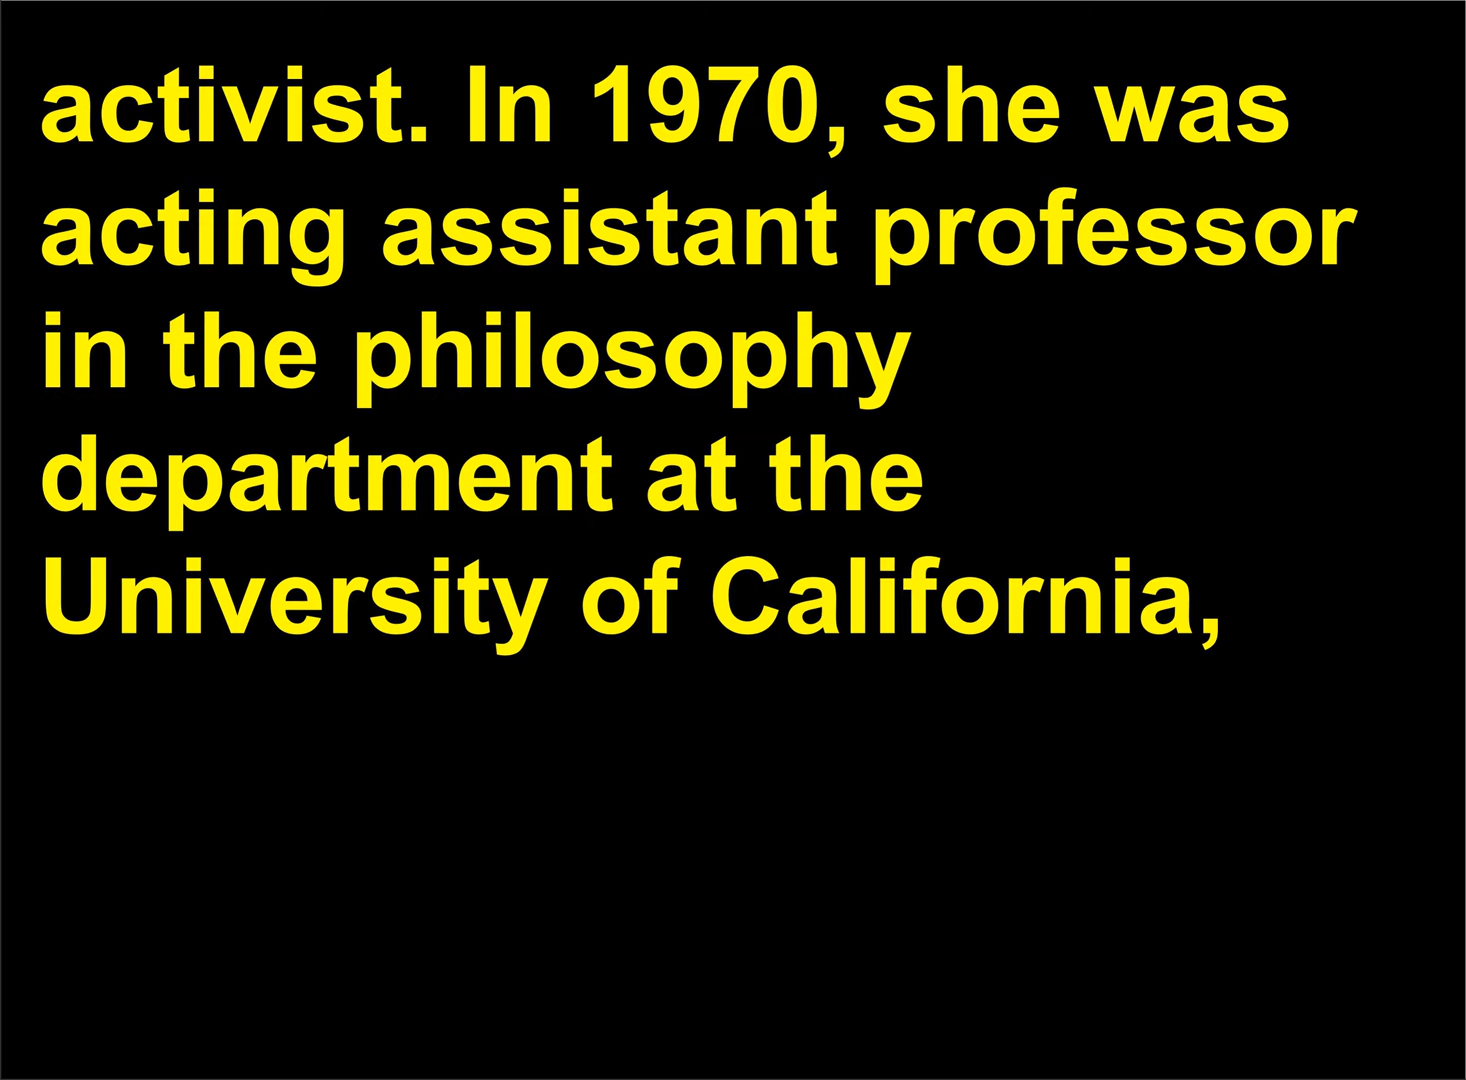 activist. In 1970, she was
acting assistant professor
in the philosophy
department at the
University of California,